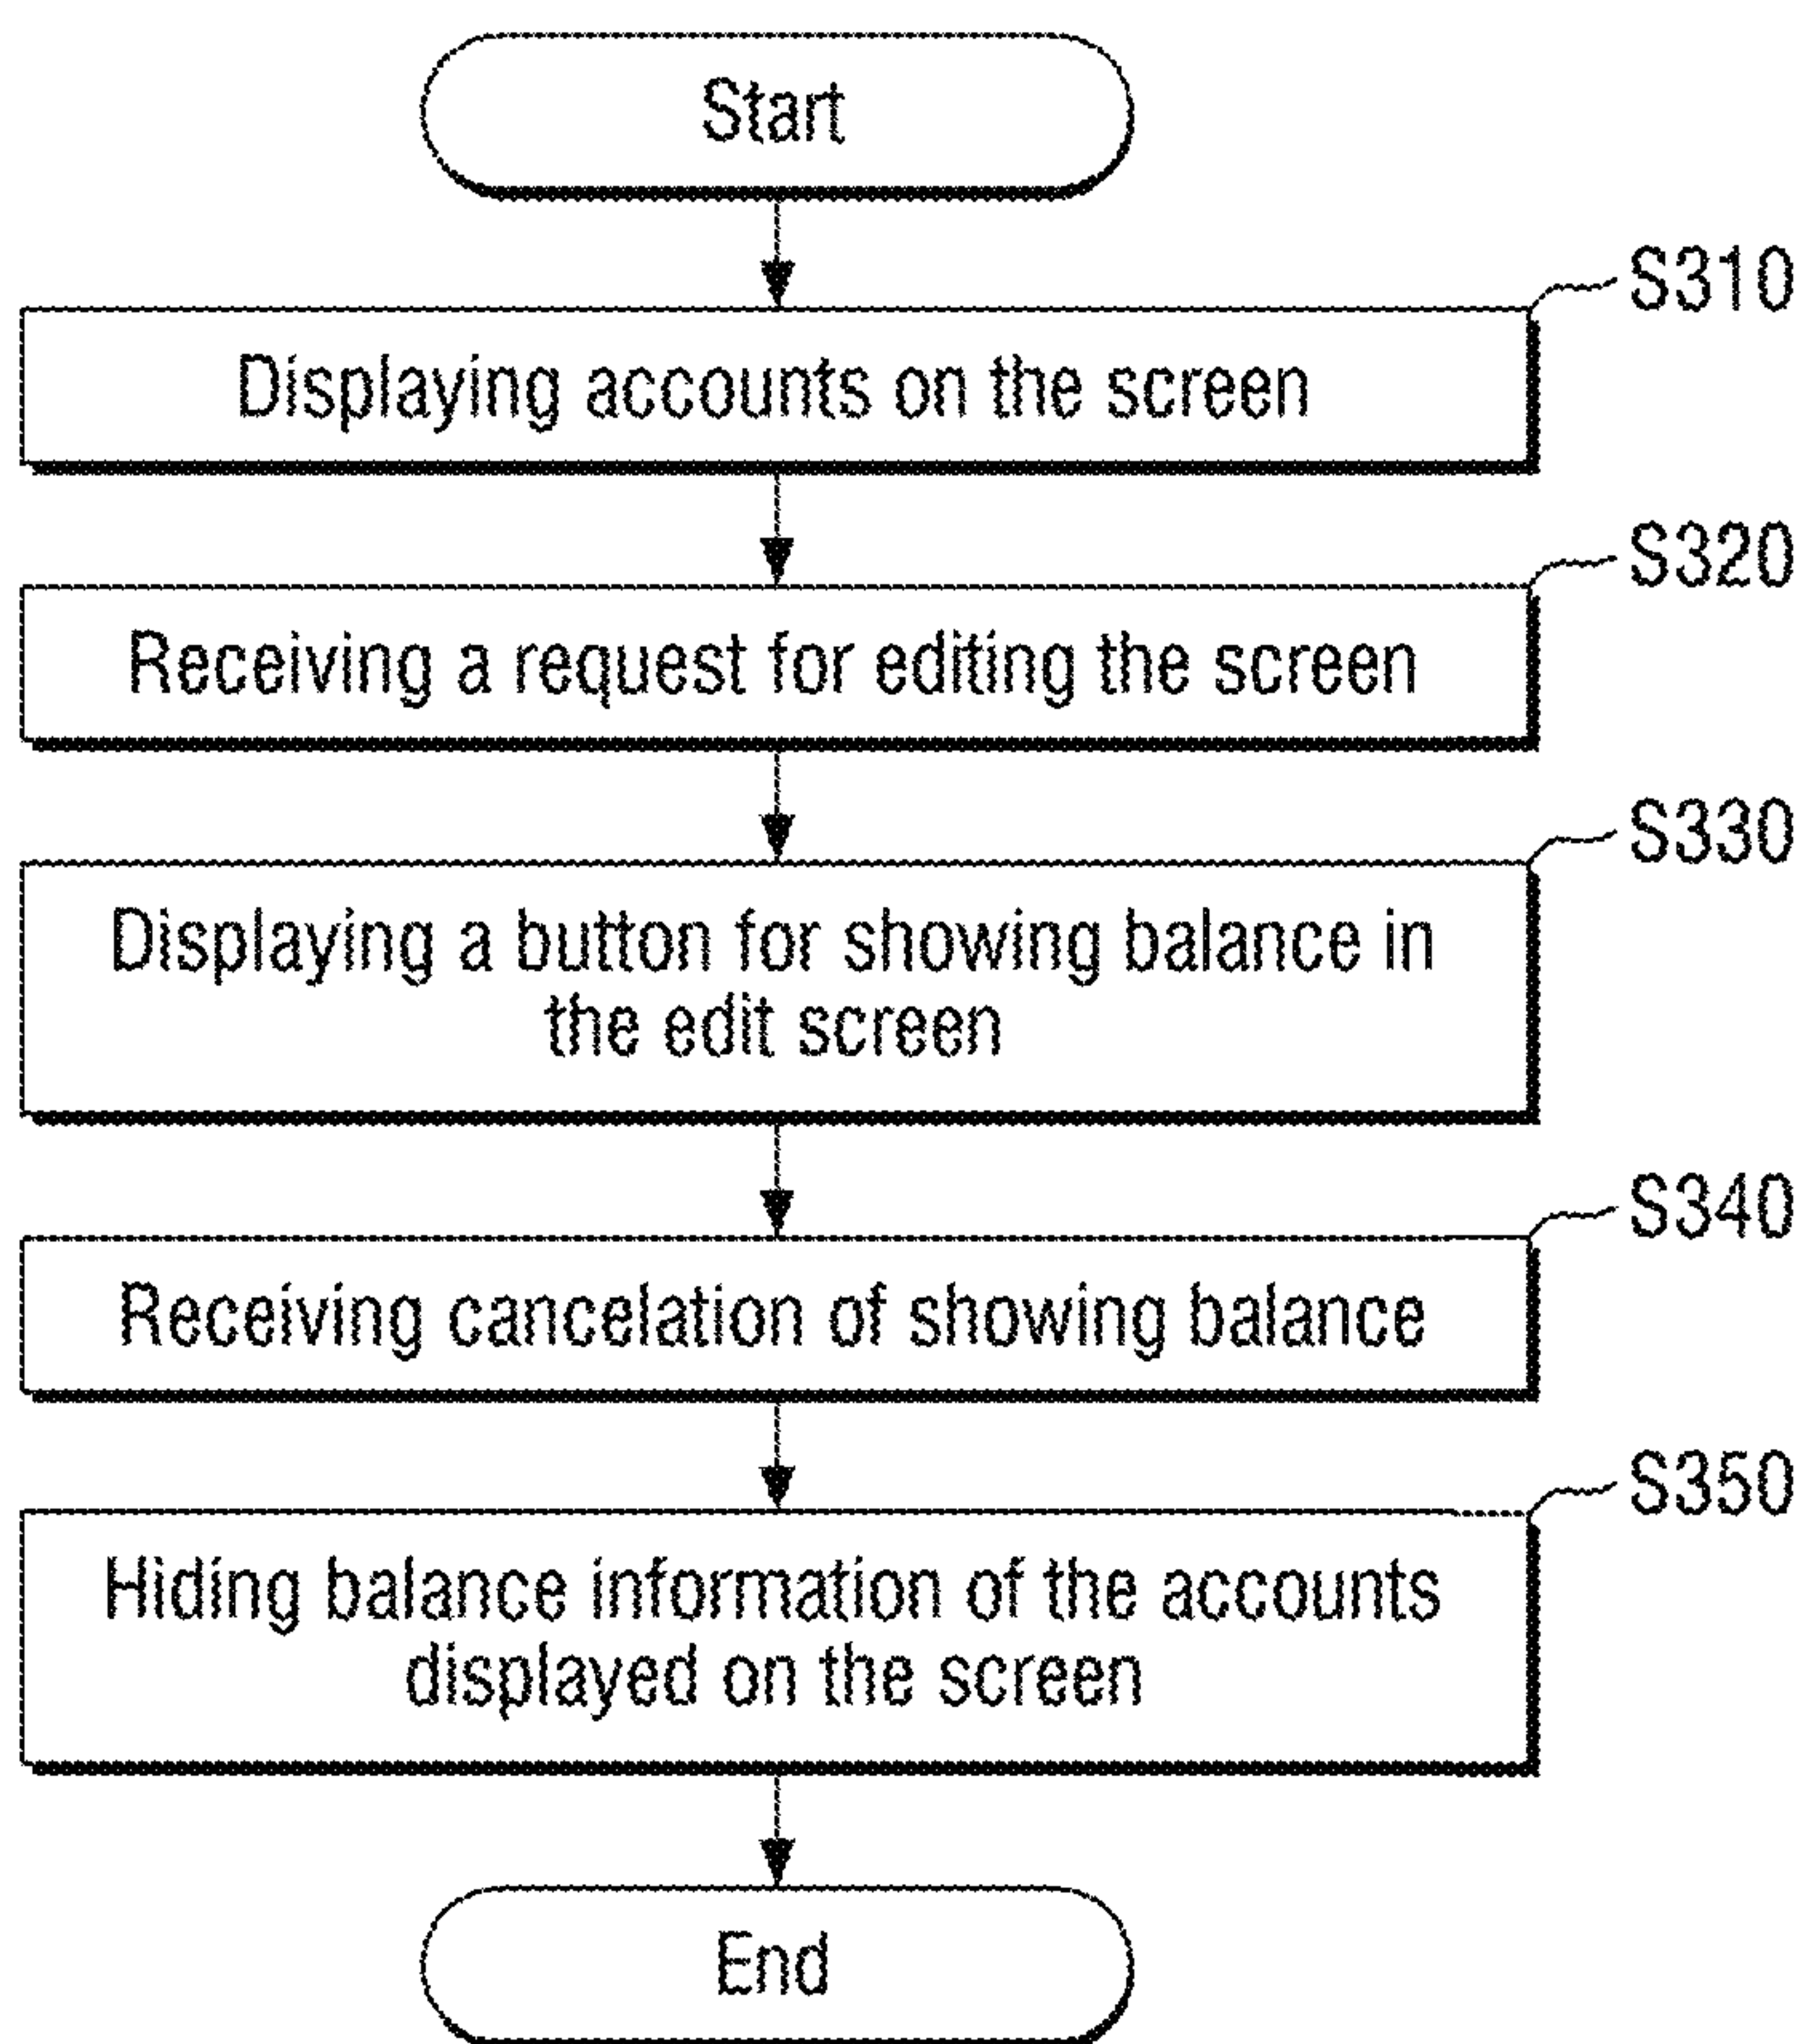 Start
S310
Displaying accounts on the screen
S320
Receiving a request for editing the screen
S330
Displaying a button for showing balance in
the edit screen
S340
Receiving cancelation of showing balance
S350
Hiding balance information of the accounts
displayed on the screen
End